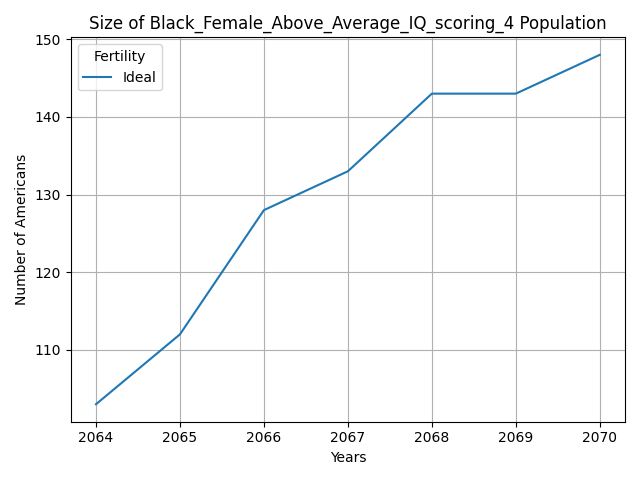 Size of Black_Female_Above_Average_IQ_scoring_4 Population
Fertility
Ideal
Number of Americans
150
140
130
120
110
2064 2065 2066 2067 2068 2069 2070
Years